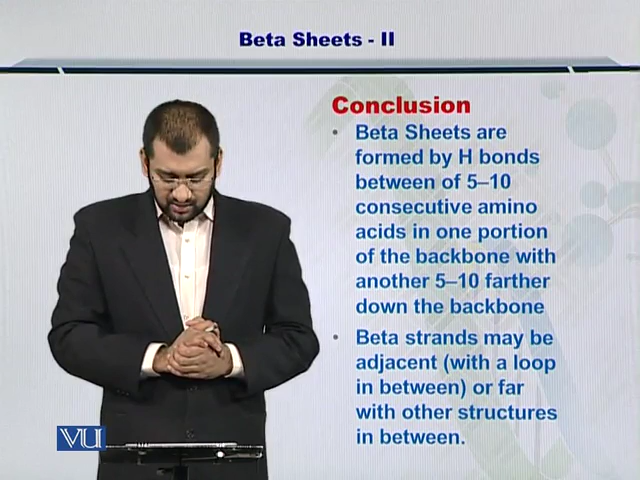 Beta Sheets - II
Conclusion
• Beta Sheets are
formed by H bonds
between of 5–10
consecutive amino
acids in one portion
of the backbone with
another 5–10 farther
down the backbone
• Beta strands may be
adjacent (with a loop
in between) or far
with other structures
in between.
VU